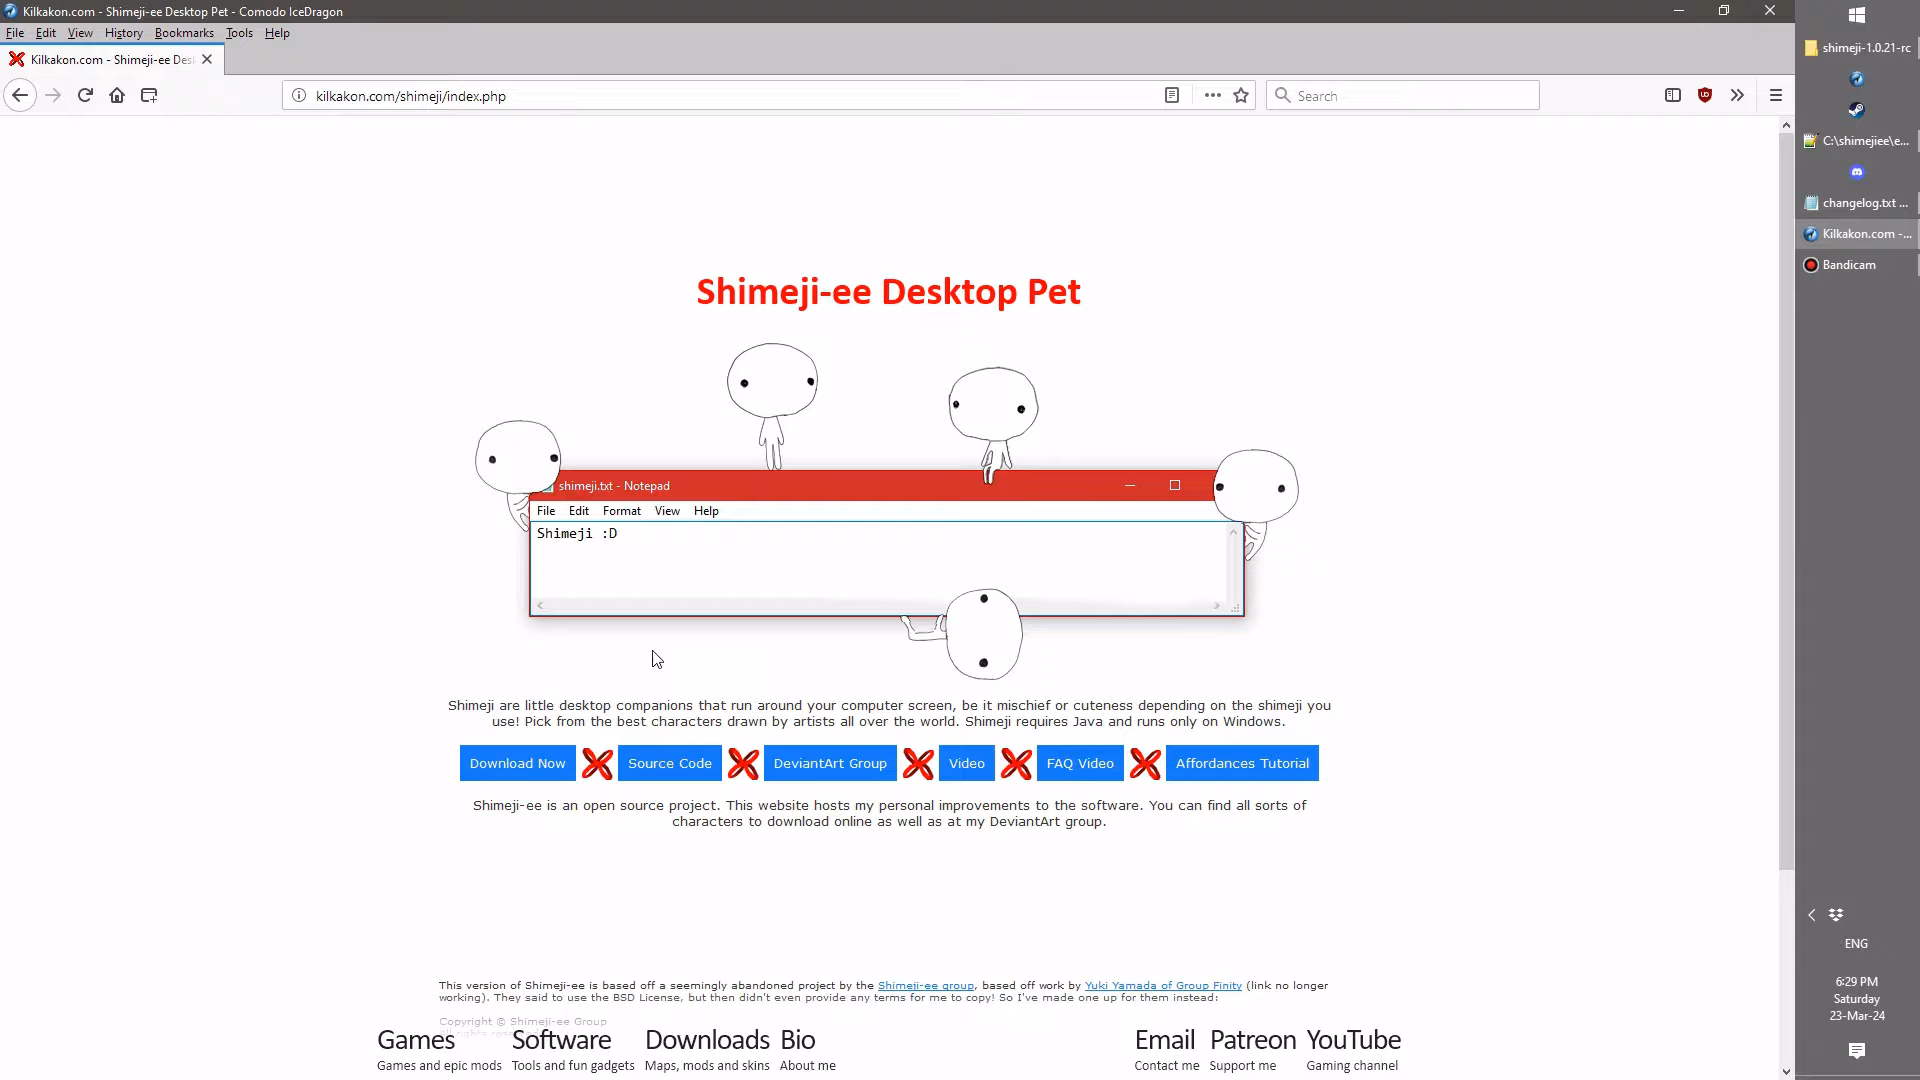 Kilkakon.com - Shimeji-ee Desktop Pet - Comodo IceDragon
File Edit View History Bookmarks Tools Help
Kilkakon.com - Shimeji-ee Des
kilkakon.com/shimeji/index.php
Search
Shimeji-ee Desktop Pet
shimeji.txt - Notepad
File Edit Format View Help
Shimeji :D
Shimeji are little desktop companions that run around your computer screen, be it mischief or cuteness depending on the shimeji you
use! Pick from the best characters drawn by artists all over the world. Shimeji requires Java and runs only on Windows.
Download Now Source Code DeviantArt Group Video FAQ Video Affordances Tutorial
Shimeji-ee is an open source project. This website hosts my personal improvements to the software. You can find all sorts of
characters to download online as well as at my DeviantArt group.
This version of Shimeji-ee is based off a seemingly abandoned project by the Shimeji-ee group, based off work by Yuki Yamada of Group Finity (link no longer
working). They said to use the BSD License, but then didn't even provide any terms for me to copy! So I've made one up for them instead:
Copyright © Shimeji-ee Group
Games Software Downloads Bio Email Patreon YouTube
Games and epic mods Tools and fun gadgets Maps, mods and skins About me Contact me Support me Gaming channel
shimeji-1.0.21-rc
C:\shimejiee\e...
changelog.txt ...
Kilkakon.com -...
Bandicam
ENG
6:29 PM
Saturday
23-Mar-24